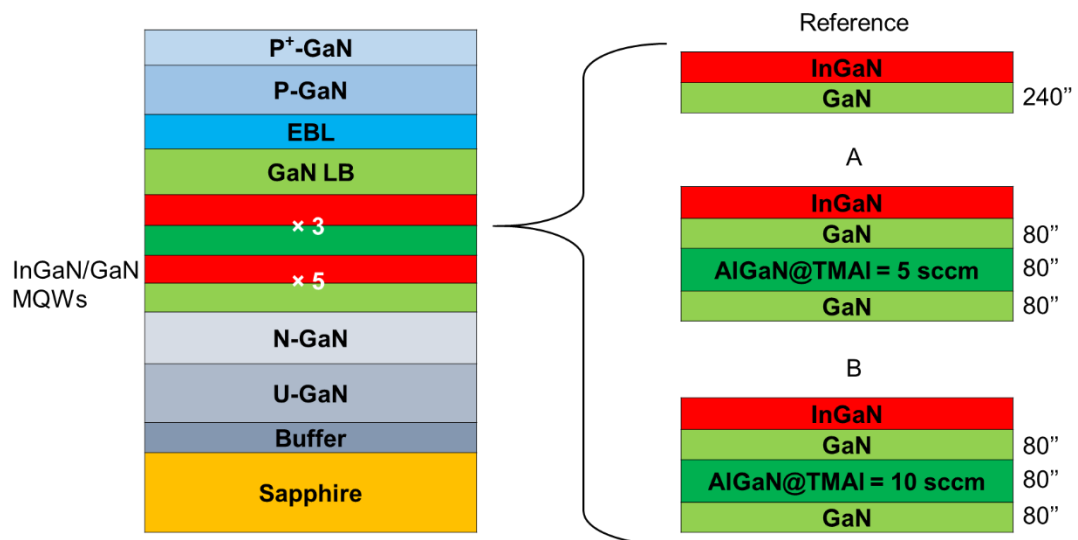 P⁺-GaN
P-GaN
EBL
GaN LB
× 3
× 5
InGaN/GaN
MQWs
N-GaN
U-GaN
Buffer
Sapphire
Reference
InGaN
GaN 240”
A
InGaN
GaN 80”
AlGaN@TMAl = 5 sccm 80”
GaN 80”
B
InGaN
GaN 80”
AlGaN@TMAl = 10 sccm 80”
GaN 80”